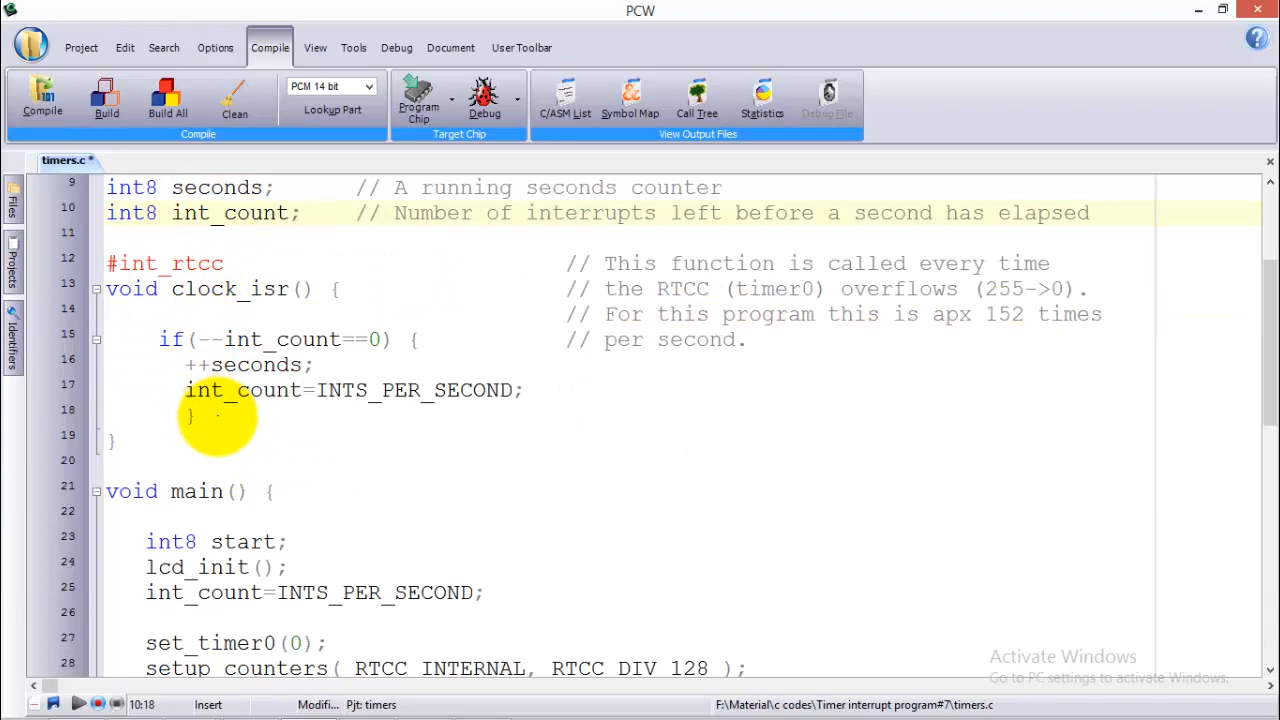 PCW
Project Edit Search Options Compile View Tools Debug Document User Toolbar
Compile Build Build All Clean PCM 14 bit Lookup Part Program Chip Debug C/ASM List Symbol Map Call Tree Statistics Debug File
Compile Target Chip View Output Files
timers.c *
Files
Projects
Identifiers
9 int8 seconds; // A running seconds counter
10 int8 int_count; // Number of interrupts left before a second has elapsed
11
12 #int_rtcc // This function is called every time
13 void clock_isr() { // the RTCC (timer0) overflows (255->0).
14 // For this program this is apx 152 times
15 if(--int_count==0) { // per second.
16 ++seconds;
17 int_count=INTS_PER_SECOND;
18 }
19 }
20
21 void main() {
22
23 int8 start;
24 lcd_init();
25 int_count=INTS_PER_SECOND;
26
27 set_timer0(0);
28 setup_counters( RTCC_INTERNAL, RTCC_DIV_128 );
Activate Windows
Go to PC settings to activate Windows.
10:18 Insert Modifi... Pjt: timers F:\Material\c codes\Timer interrupt program#7\timers.c